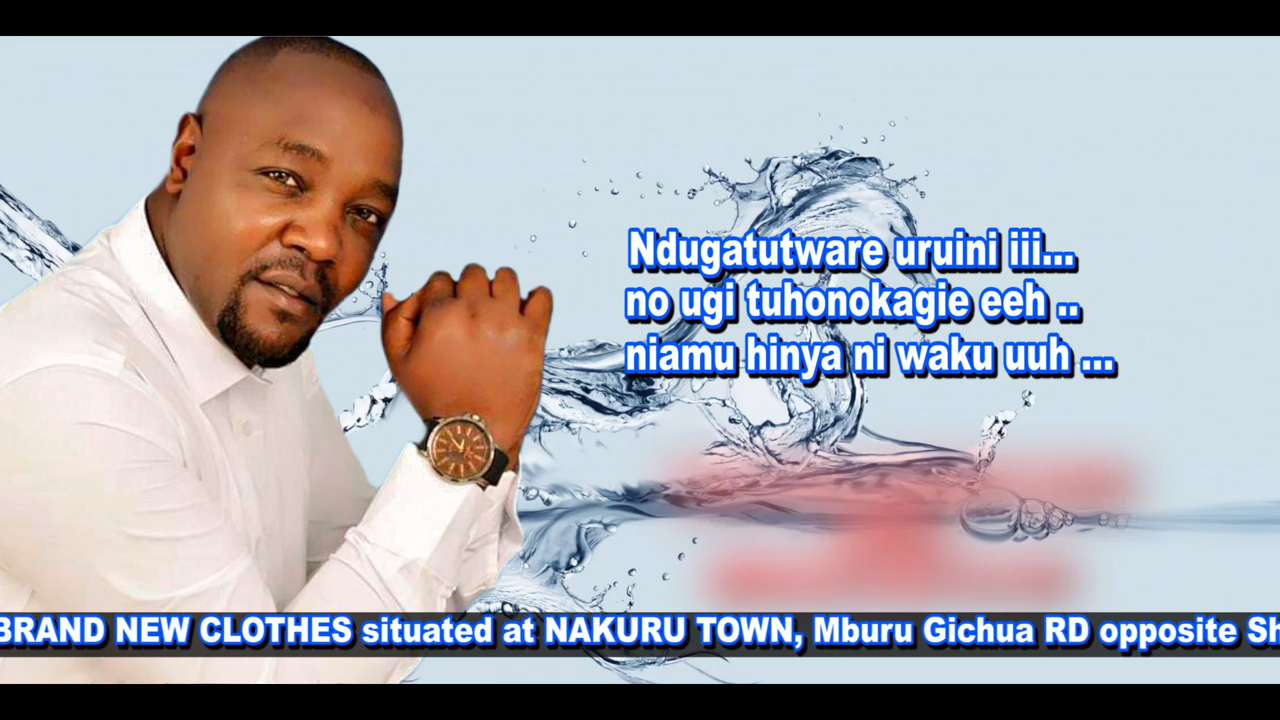 Ndugatutware uruini iii...
no ugi tuhonokagie eeh ..
niamu hinya ni waku uuh ...
BRAND NEW CLOTHES situated at NAKURU TOWN, Mburu Gichua RD opposite Sh